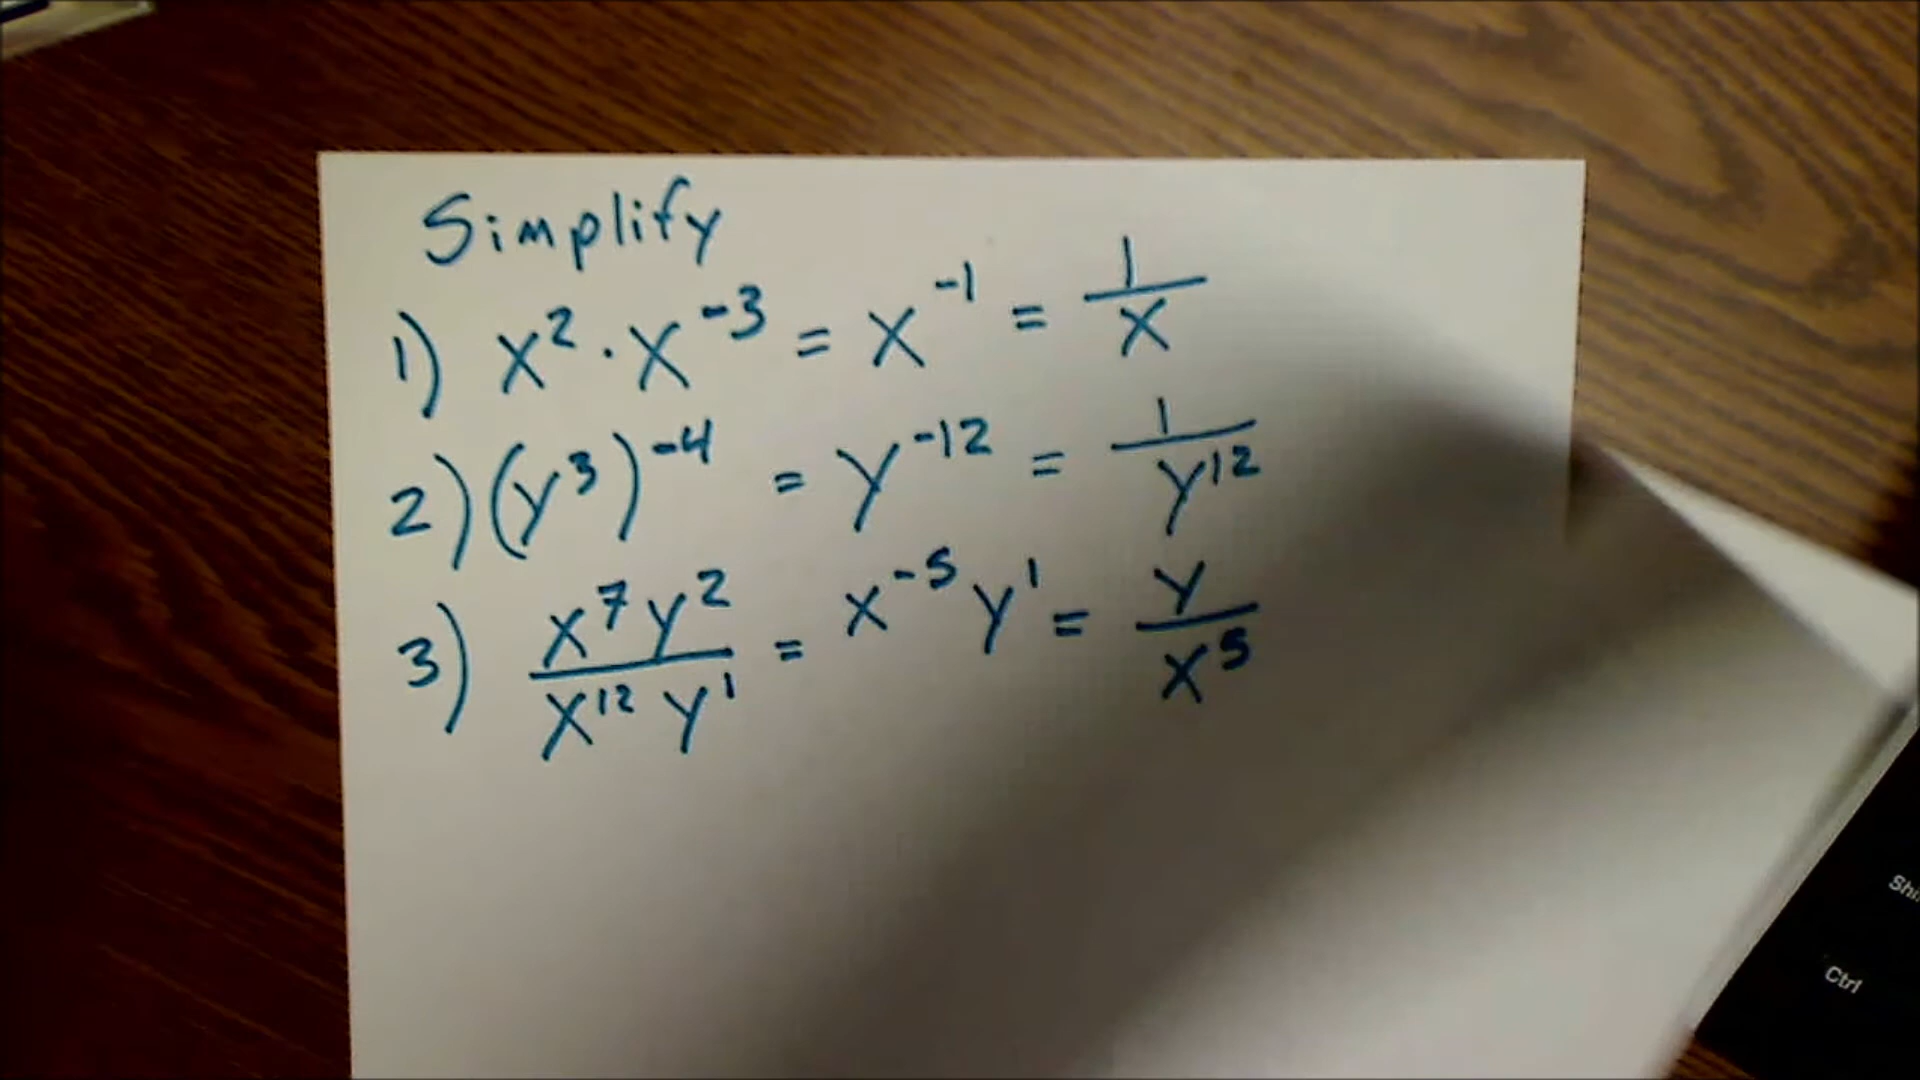 Simplify
1) x² · x⁻³ = x⁻¹ = 1/x
2) (y³)⁻⁴ = y⁻¹² = 1/y¹²
3) x⁷y²/x¹²y¹ = x⁻⁵y¹ = y/x⁵
Ctrl